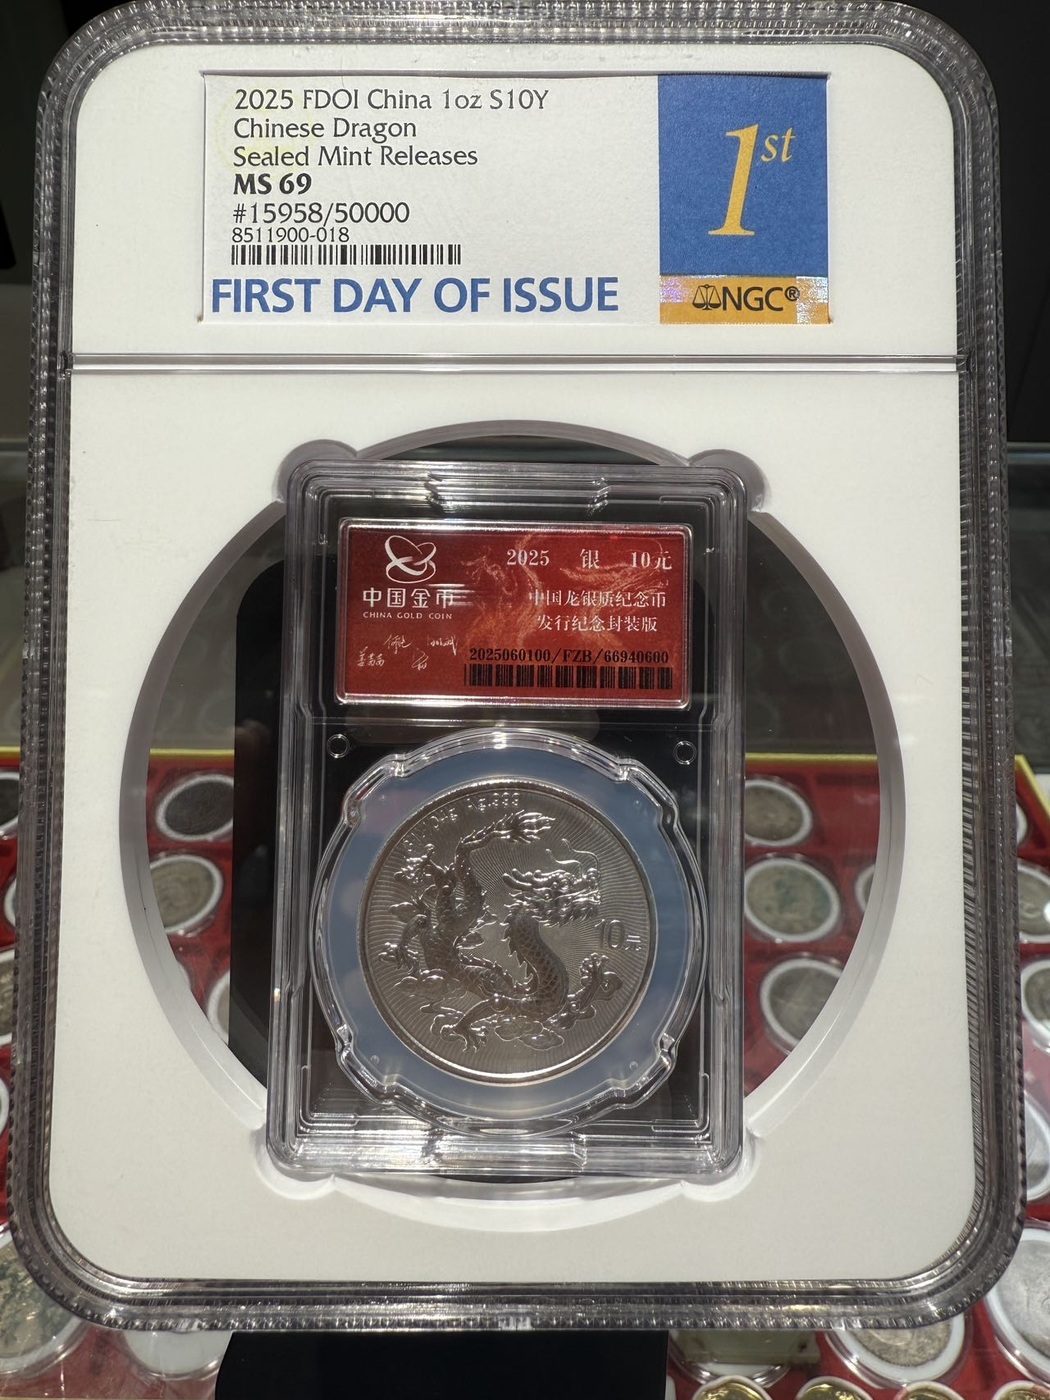 2025 FDOI China 1oz S10Y
Chinese Dragon
Sealed Mint Releases
MS 69
#15958/50000
8511900-018
FIRST DAY OF ISSUE
1st
NGC®
中国金币
CHINA GOLD COIN
2025 银 10元
中国龙银质纪念币
发行纪念封装版
2025060100/FZB/66940600
Ag.999
10元